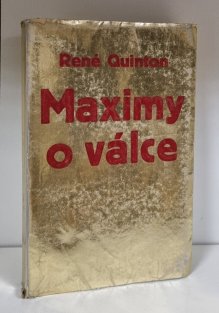 René Quinton
Maximy
o válce